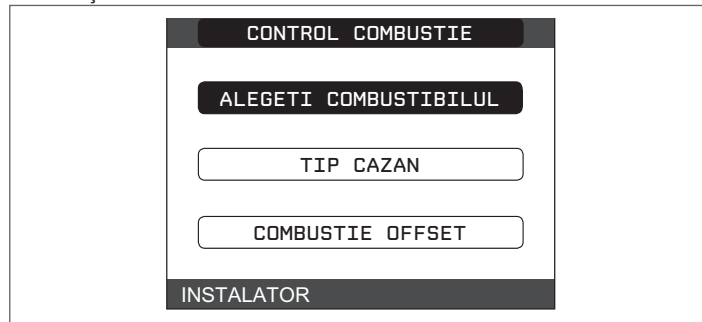 CONTROL COMBUSTIE
ALEGETI COMBUSTIBILUL
TIP CAZAN
COMBUSTIE OFFSET
INSTALATOR